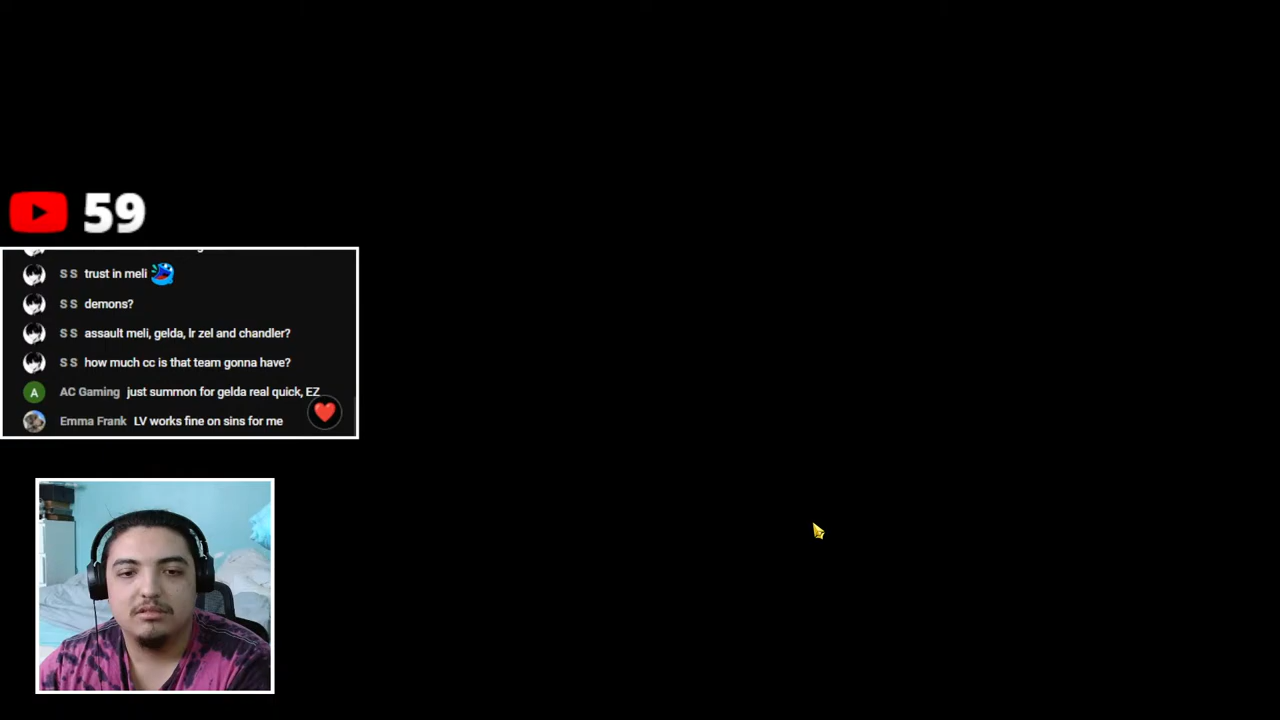 59
S S trust in meli
S S demons?
S S assault meli, gelda, lr zel and chandler?
S S how much cc is that team gonna have?
A AC Gaming just summon for gelda real quick, EZ
Emma Frank LV works fine on sins for me